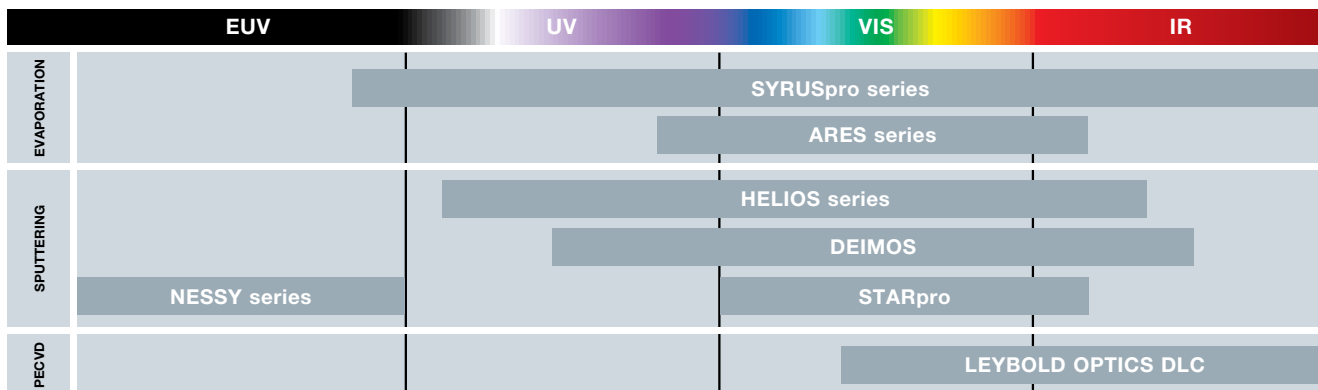 EUV UV VIS IR
EVAPORATION
SYRUSpro series
ARES series
SPUTTERING
HELIOS series
DEIMOS
NESSY series STARpro
PECVD
LEYBOLD OPTICS DLC